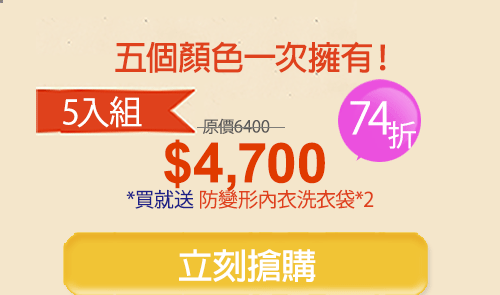 五個顏色一次擁有!
5入組
74折
原價6400
$4,700
*買就送 防變形內衣洗衣袋*2
立刻搶購